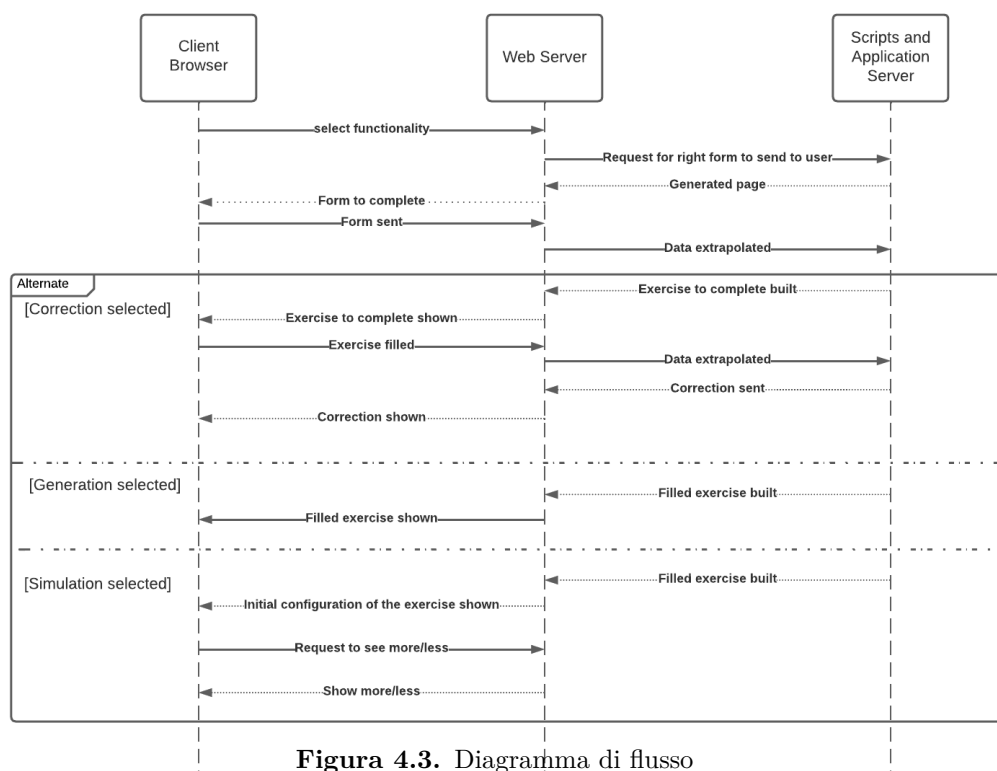 Client
Browser
Web Server
Scripts and
Application
Server
select functionality
Request for right form to send to user
Generated page
Form to complete
Form sent
Data extrapolated
Alternate
[Correction selected]
Exercise to complete built
Exercise to complete shown
Exercise filled
Data extrapolated
Correction sent
Correction shown
[Generation selected]
Filled exercise built
Filled exercise shown
[Simulation selected]
Filled exercise built
Initial configuration of the exercise shown
Request to see more/less
Show more/less
Figura 4.3. Diagramma di flusso